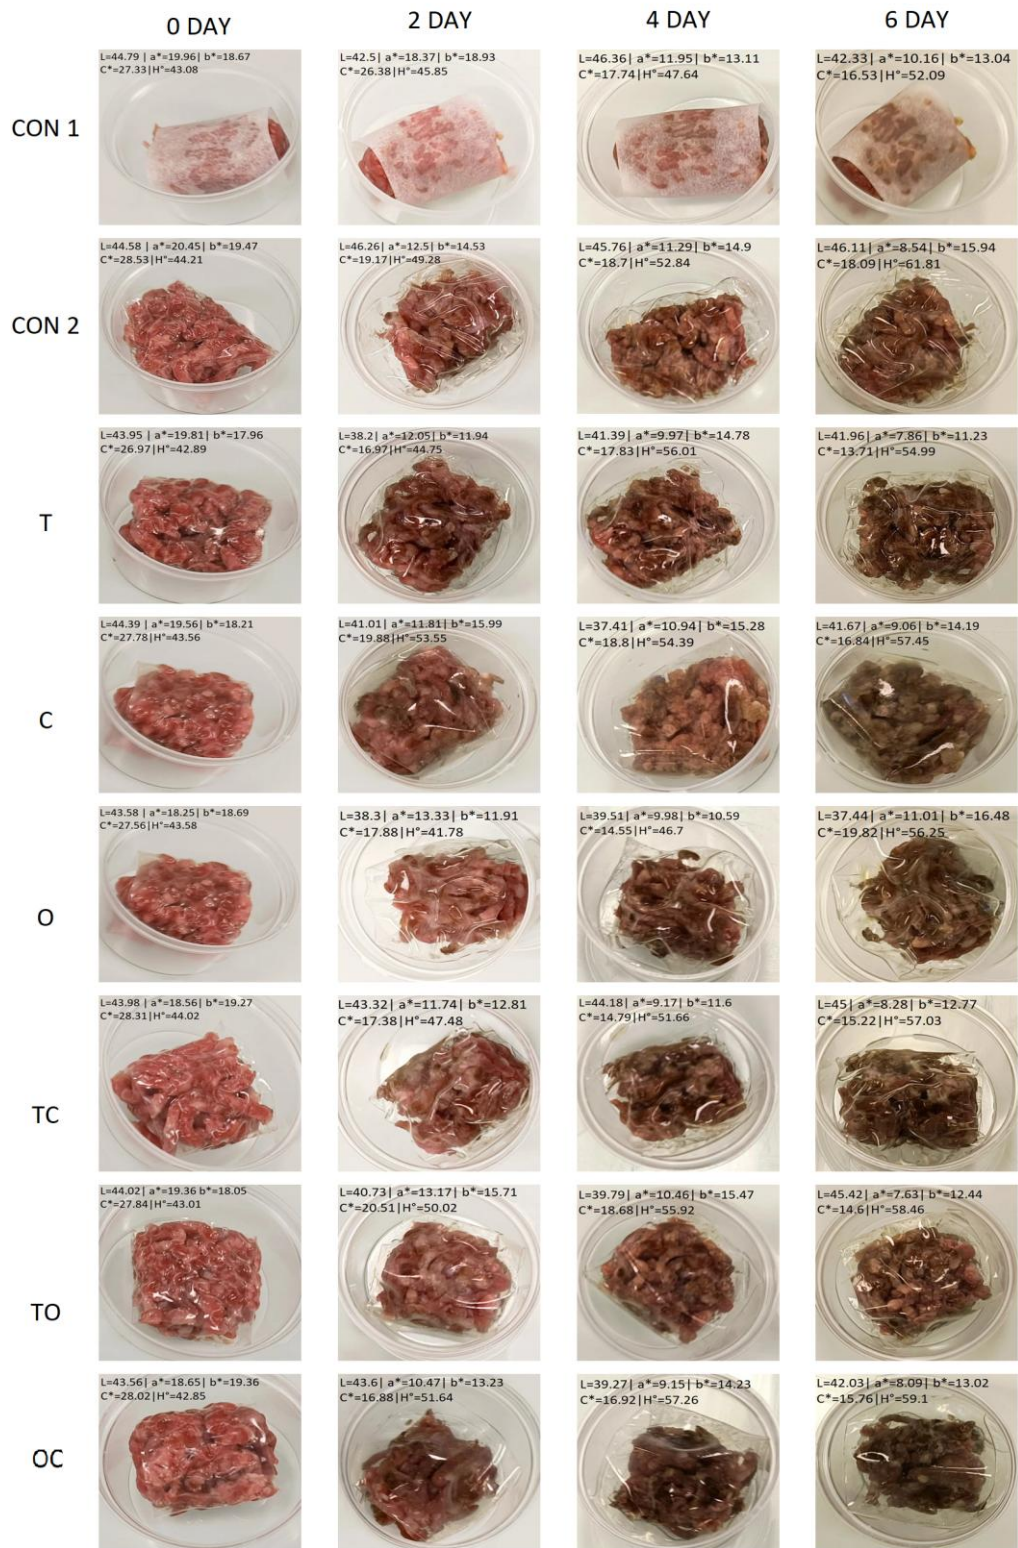 0 DAY 2 DAY 4 DAY 6 DAY
CON 1
L=44.79 | a*=19.96| b*=18.67
C*=27.33|H°=43.08
L=42.5| a*=18.37| b*=18.93
C*=26.38|H°=45.85
L=46.36| a*=11.95| b*=13.11
C*=17.74|H°=47.64
L=42.33| a*=10.16| b*=13.04
C*=16.53|H°=52.09
CON 2
L=44.58 | a*=20.45| b*=19.47
C*=28.53|H°=44.21
L=46.26| a*=12.5| b*=14.53
C*=19.17|H°=49.28
L=45.76| a*=11.29| b*=14.9
C*=18.7|H°=52.84
L=46.11| a*=8.54| b*=15.94
C*=18.09|H°=61.81
T
L=43.95 | a*=19.81| b*=17.96
C*=26.97|H°=42.89
L=38.2| a*=12.05| b*=11.94
C*=16.97|H°=44.75
L=41.39| a*=9.97| b*=14.78
C*=17.83|H°=56.01
L=41.96| a*=7.86| b*=11.23
C*=13.71|H°=54.99
C
L=44.39| a*=19.56| b*=18.21
C*=27.78|H°=43.56
L=41.01| a*=11.81| b*=15.99
C*=19.88|H°=53.55
L=37.41| a*=10.94| b*=15.28
C*=18.8|H°=54.39
L=41.67| a*=9.06| b*=14.19
C*=16.84|H°=57.45
O
L=43.58 | a*=18.25| b*=18.69
C*=27.56|H°=43.58
L=38.3| a*=13.33| b*=11.91
C*=17.88|H°=41.78
L=39.51| a*=9.98| b*=10.59
C*=14.55|H°=46.7
L=37.44| a*=11.01| b*=16.48
C*=19.82|H°=56.25
TC
L=43.98| a*=18.56| b*=19.27
C*=28.31|H°=44.02
L=43.32| a*=11.74| b*=12.81
C*=17.38|H°=47.48
L=44.18| a*=9.17| b*=11.6
C*=14.79|H°=51.66
L=45| a*=8.28| b*=12.77
C*=15.22|H°=57.03
TO
L=44.02| a*=19.36 b*=18.05
C*=27.84|H°=43.01
L=40.73| a*=13.17| b*=15.71
C*=20.51|H°=50.02
L=39.79| a*=10.46| b*=15.47
C*=18.68|H°=55.92
L=45.42| a*=7.63| b*=12.44
C*=14.6|H°=58.46
OC
L=43.56| a*=18.65| b*=19.36
C*=28.02|H°=42.85
L=43.6| a*=10.47| b*=13.23
C*=16.88|H°=51.64
L=39.27| a*=9.15| b*=14.23
C*=16.92|H°=57.26
L=42.03| a*=8.09| b*=13.02
C*=15.76|H°=59.1